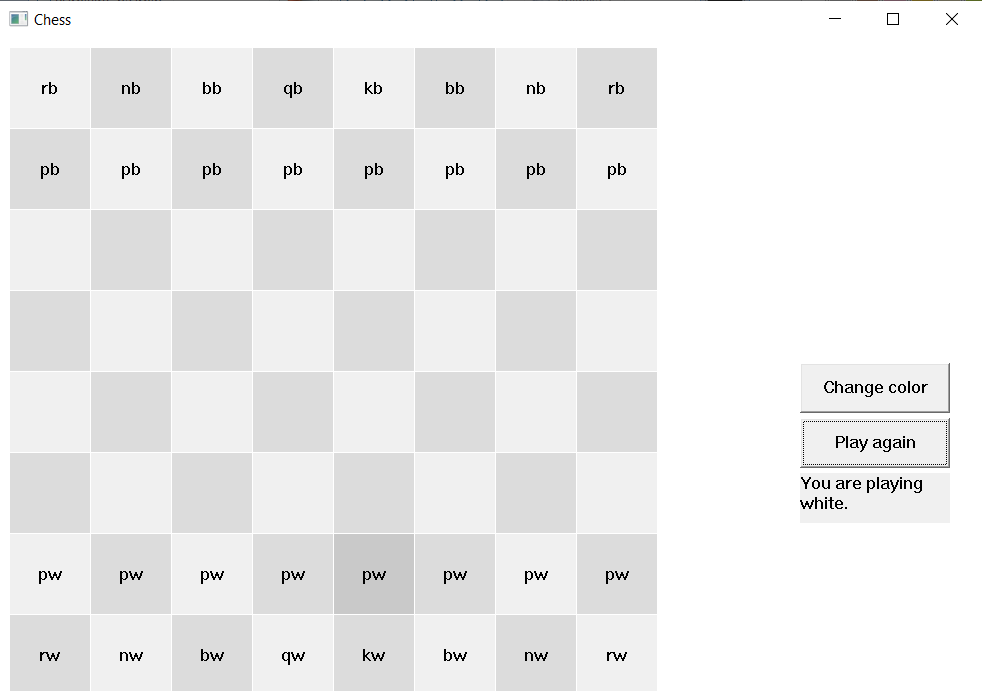 Chess
rb nb bb qb kb bb nb rb
pb pb pb pb pb pb pb pb
Change color
Play again
You are playing
white.
pw pw pw pw pw pw pw pw
rw nw bw qw kw bw nw rw